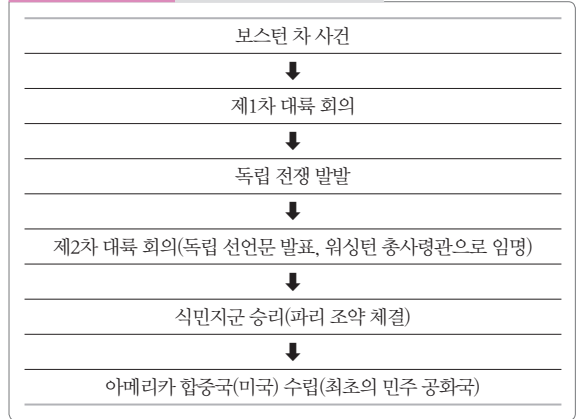 보스턴 차 사건
⬇
제1차 대륙 회의
⬇
독립 전쟁 발발
⬇
제2차 대륙 회의(독립 선언문 발표, 워싱턴 총사령관으로 임명)
⬇
식민지군 승리(파리 조약 체결)
⬇
아메리카 합중국(미국) 수립(최초의 민주 공화국)